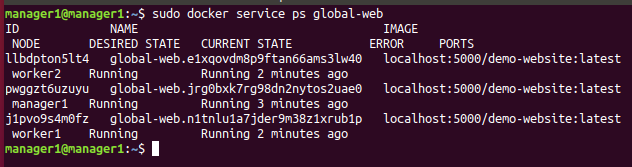 manager1@manager1:~$ sudo docker service ps global-web
ID NAME IMAGE
NODE DESIRED STATE CURRENT STATE ERROR PORTS
llbdpton5lt4 global-web.e1xqovdm8p9ftan66ams3lw40 localhost:5000/demo-website:latest
worker2 Running Running 2 minutes ago
pwggzt6uzuyu global-web.jrg0bxk7rg98dn2nytos2uae0 localhost:5000/demo-website:latest
manager1 Running Running 3 minutes ago
j1pvo9s4m0fz global-web.n1tnlu1a7jder9m38z1xrub1p localhost:5000/demo-website:latest
worker1 Running Running 2 minutes ago
manager1@manager1:~$